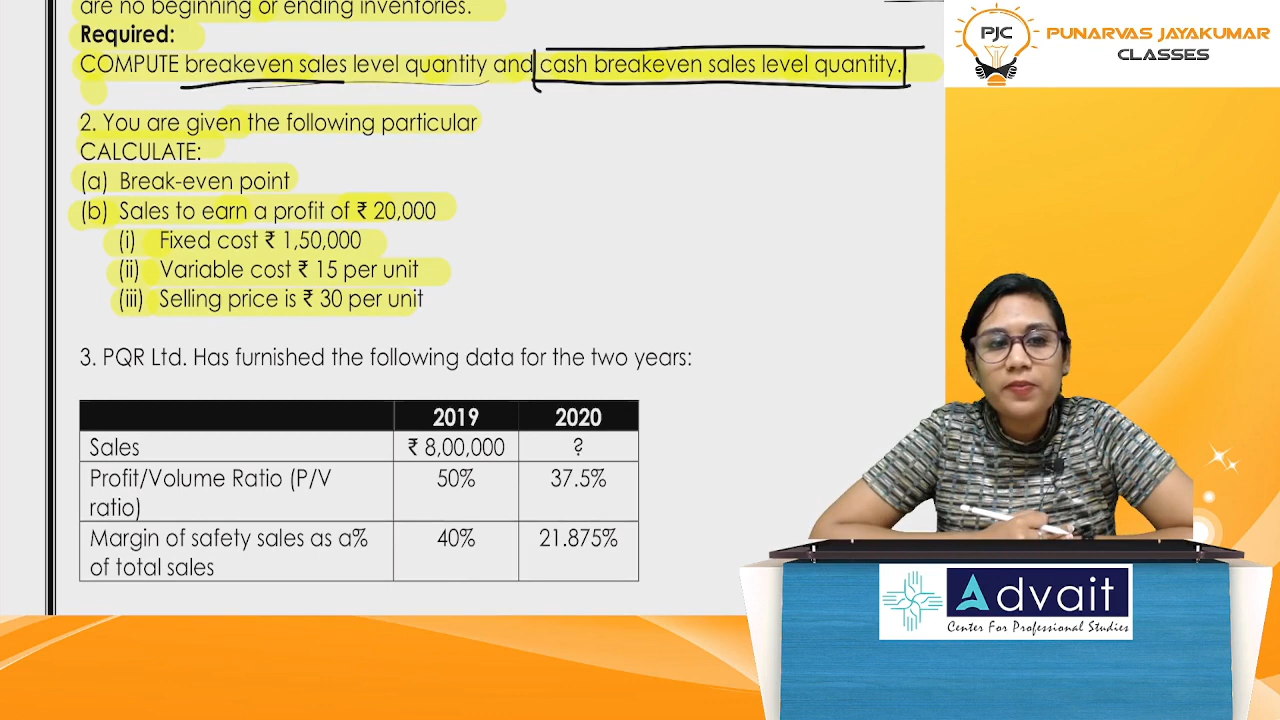 are no beginning or ending inventories.
Required:
COMPUTE breakeven sales level quantity and cash breakeven sales level quantity.
2. You are given the following particular
CALCULATE:
(a) Break-even point
(b) Sales to earn a profit of ₹ 20,000
(i) Fixed cost ₹ 1,50,000
(ii) Variable cost ₹ 15 per unit
(iii) Selling price is ₹ 30 per unit
3. PQR Ltd. Has furnished the following data for the two years:
2019 2020
Sales ₹ 8,00,000 ?
Profit/Volume Ratio (P/V 50% 37.5%
ratio)
Margin of safety sales as a% 40% 21.875%
of total sales
PJC
PUNARVAS JAYAKUMAR
CLASSES
Advait
Center For Professional Studies